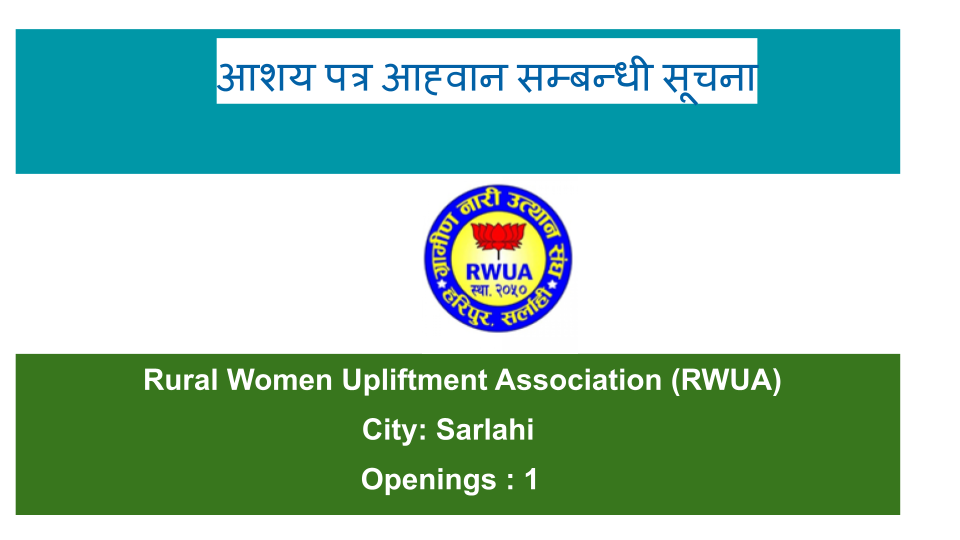 आशय पत्र आह्वान सम्बन्धी सूचना
ग्रामीण नारी उत्थान संघ
RWUA
स्था. २०५०
हरिपुर, सर्लाही
Rural Women Upliftment Association (RWUA)
City: Sarlahi
Openings : 1